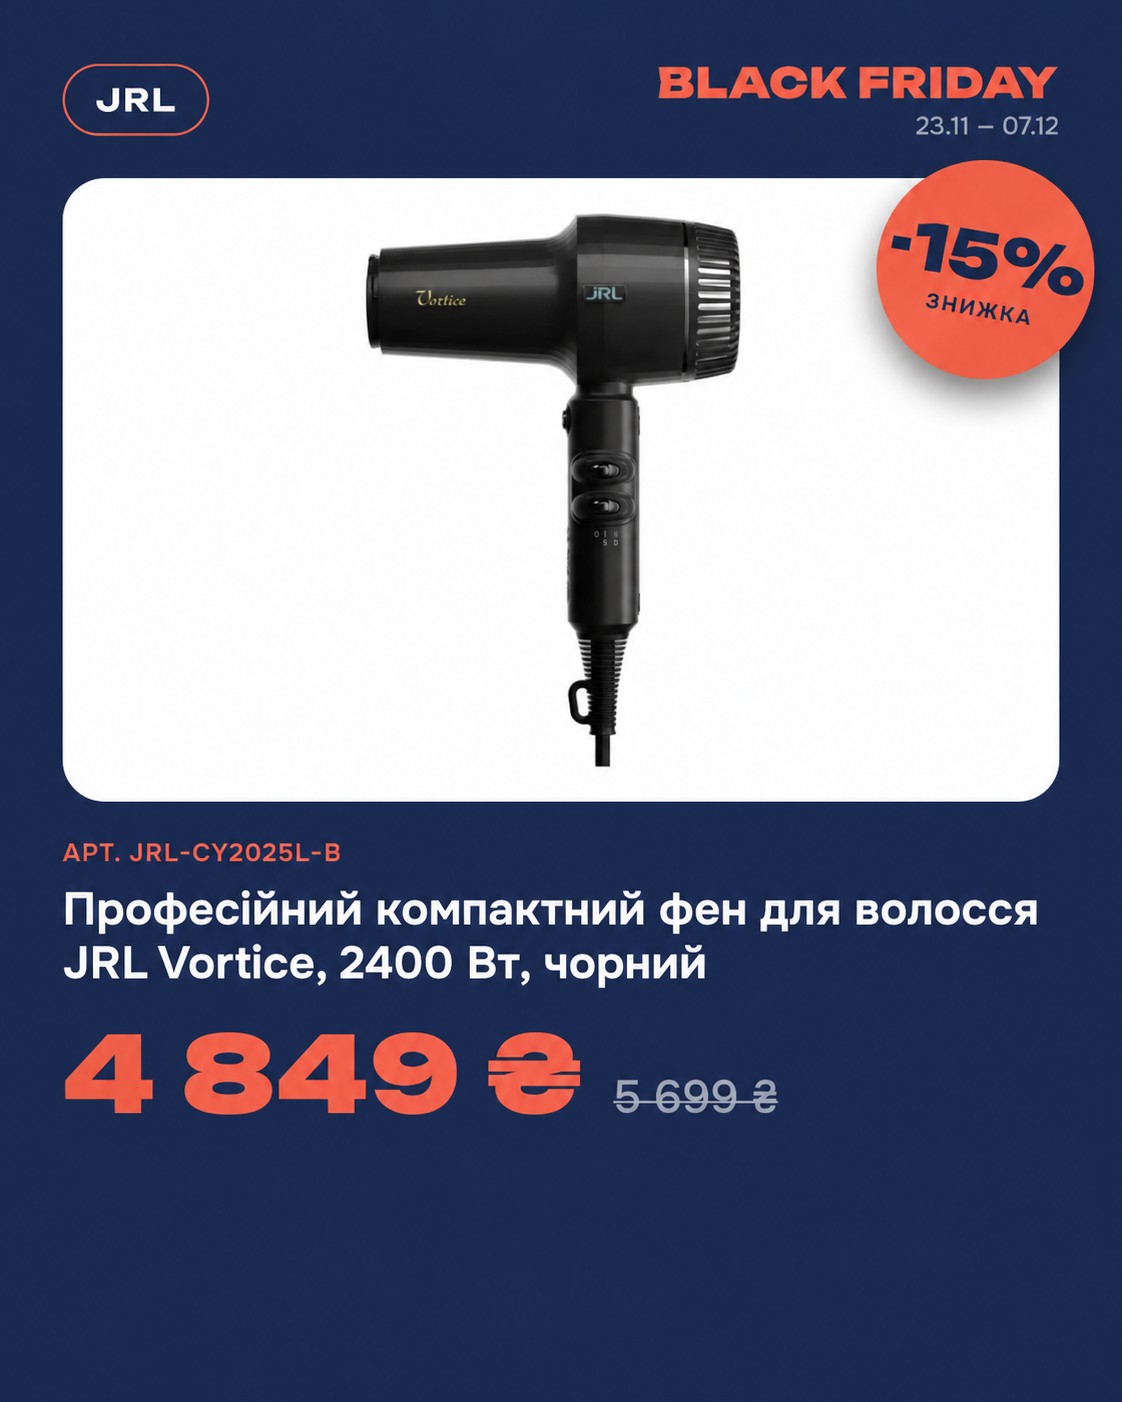 JRL
BLACK FRIDAY
23.11 – 07.12
-15%
ЗНИЖКА
Vortice
JRL
O I II
S D
АРТ. JRL-CY2025L-B
Професійний компактний фен для волосся
JRL Vortice, 2400 Вт, чорний
4 849 ₴ 5 699 ₴